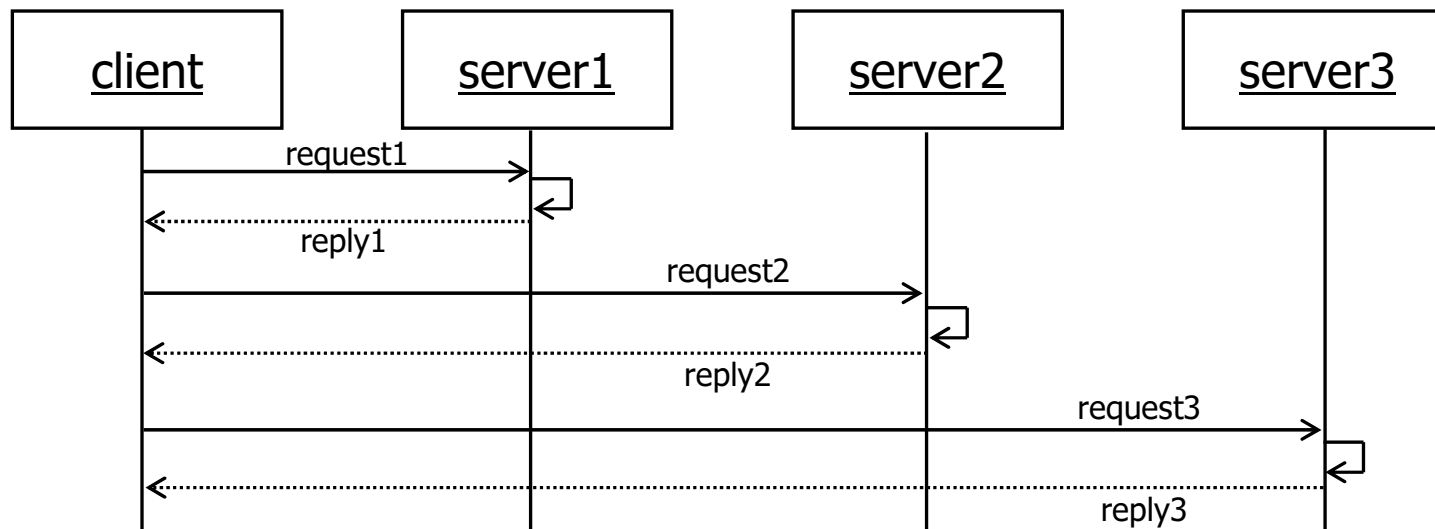 client
server1
server2
server3
request1
reply1
request2
reply2
request3
reply3